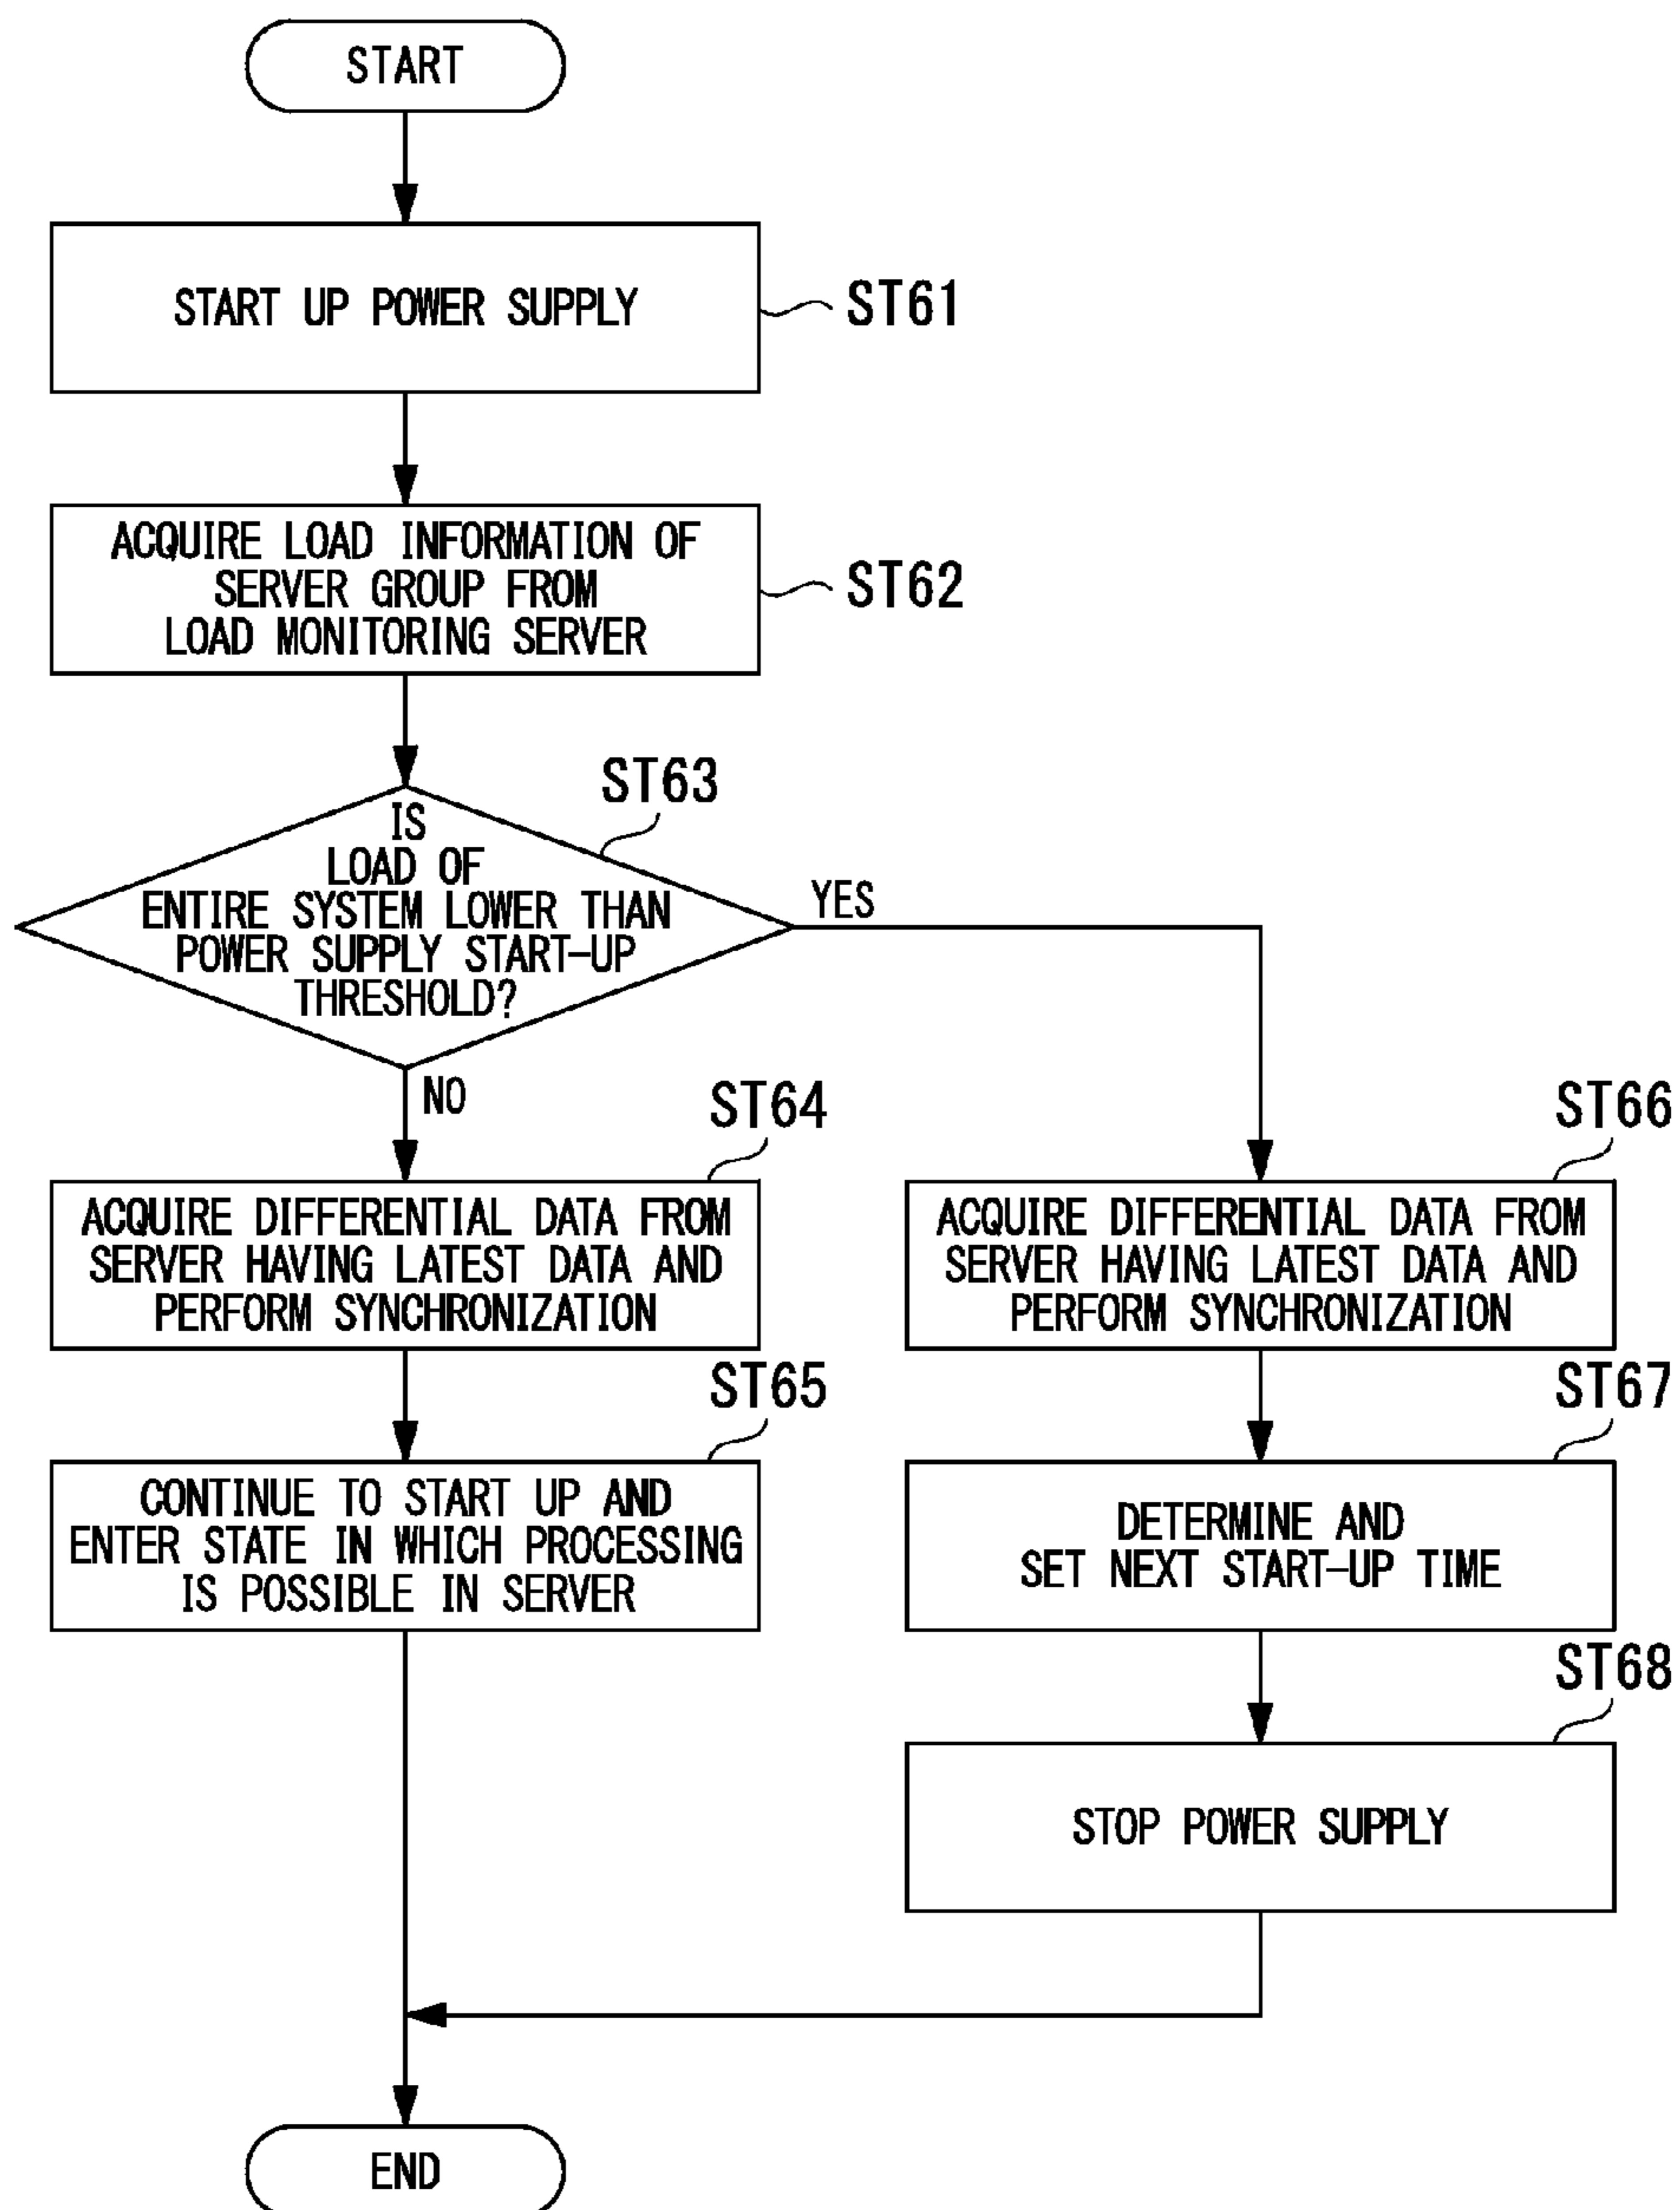 START
START UP POWER SUPPLY
ST61
ACQUIRE LOAD INFORMATION OF
SERVER GROUP FROM
LOAD MONITORING SERVER
ST62
ST63
IS
LOAD OF
ENTIRE SYSTEM LOWER THAN
POWER SUPPLY START-UP
THRESHOLD?
YES
NO
ST64
ACQUIRE DIFFERENTIAL DATA FROM
SERVER HAVING LATEST DATA AND
PERFORM SYNCHRONIZATION
ST65
CONTINUE TO START UP AND
ENTER STATE IN WHICH PROCESSING
IS POSSIBLE IN SERVER
ST66
ACQUIRE DIFFERENTIAL DATA FROM
SERVER HAVING LATEST DATA AND
PERFORM SYNCHRONIZATION
ST67
DETERMINE AND
SET NEXT START-UP TIME
ST68
STOP POWER SUPPLY
END